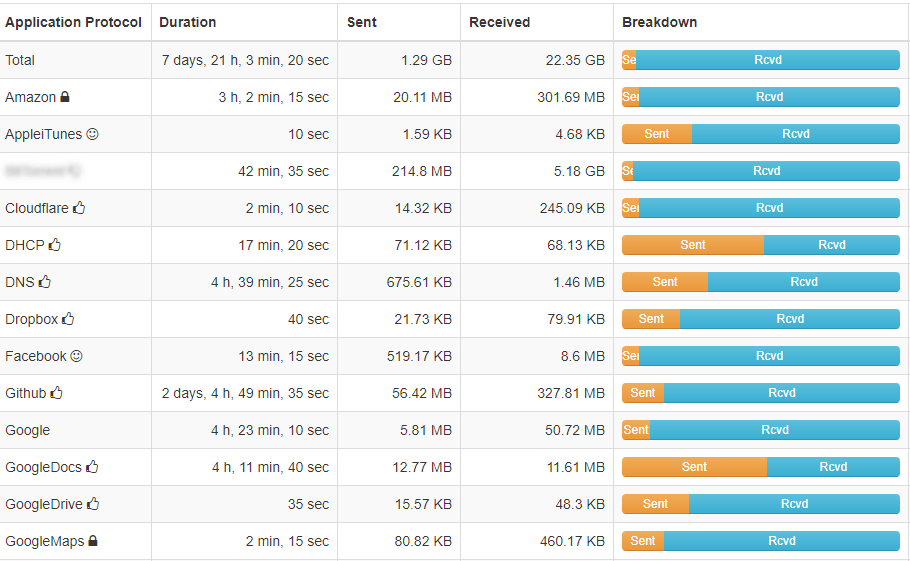 Application Protocol Duration Sent Received Breakdown
Total 7 days, 21 h, 3 min, 20 sec 1.29 GB 22.35 GB Se Rcvd
Amazon 3 h, 2 min, 15 sec 20.11 MB 301.69 MB Ser Rcvd
AppleiTunes 10 sec 1.59 KB 4.68 KB Sent Rcvd
42 min, 35 sec 214.8 MB 5.18 GB Se Rcvd
Cloudflare 2 min, 10 sec 14.32 KB 245.09 KB Ser Rcvd
DHCP 17 min, 20 sec 71.12 KB 68.13 KB Sent Rcvd
DNS 4 h, 39 min, 25 sec 675.61 KB 1.46 MB Sent Rcvd
Dropbox 40 sec 21.73 KB 79.91 KB Sent Rcvd
Facebook 13 min, 15 sec 519.17 KB 8.6 MB Ser Rcvd
Github 2 days, 4 h, 49 min, 35 sec 56.42 MB 327.81 MB Sent Rcvd
Google 4 h, 23 min, 10 sec 5.81 MB 50.72 MB Sent Rcvd
GoogleDocs 4 h, 11 min, 40 sec 12.77 MB 11.61 MB Sent Rcvd
GoogleDrive 35 sec 15.57 KB 48.3 KB Sent Rcvd
GoogleMaps 2 min, 15 sec 80.82 KB 460.17 KB Sent Rcvd